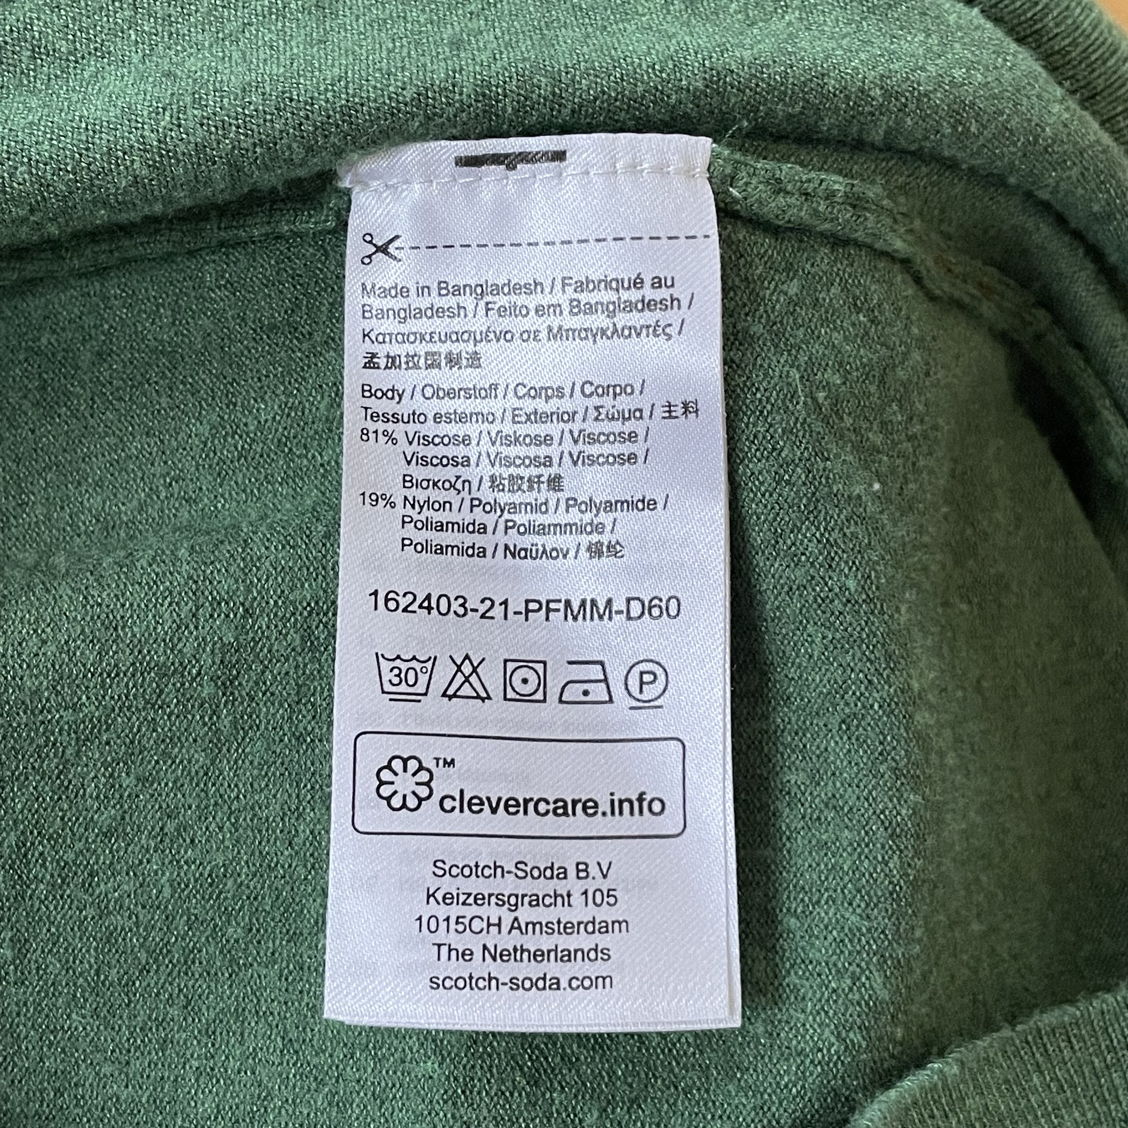 Made in Bangladesh / Fabriqué au
Bangladesh / Feito em Bangladesh /
Κατασκευασμένο σε Μπαγκλαντές /
孟加拉国制造
Body / Oberstoff / Corps / Corpo /
Tessuto esterno / Exterior / Σώμα / 主料
81% Viscose / Viskose / Viscose /
Viscosa / Viscosa / Viscose /
Βισκοζη / 粘胶纤维
19% Nylon / Polyamid / Polyamide /
Poliamida / Poliammide /
Poliamida / Ναϋλον / 锦纶
162403-21-PFMM-D60
30°
P
™
clevercare.info
Scotch-Soda B.V
Keizersgracht 105
1015CH Amsterdam
The Netherlands
scotch-soda.com